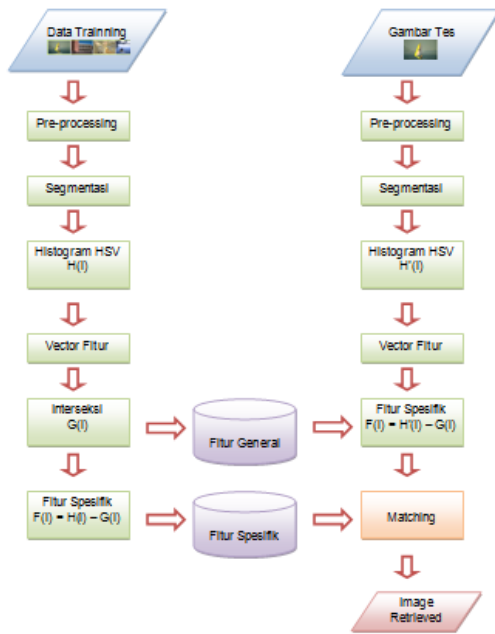 Data Trainning
Pre-processing
Segmentasi
Histogram HSV
H(I)
Vector Fitur
Interseksi
G(I)
Fitur Spesifik
F(I) = H(I) – G(I)
Fitur General
Fitur Spesifik
Gambar Tes
Pre-processing
Segmentasi
Histogram HSV
H'(I)
Vector Fitur
Fitur Spesifik
F(I) = H'(I) – G(I)
Matching
Image
Retrieved